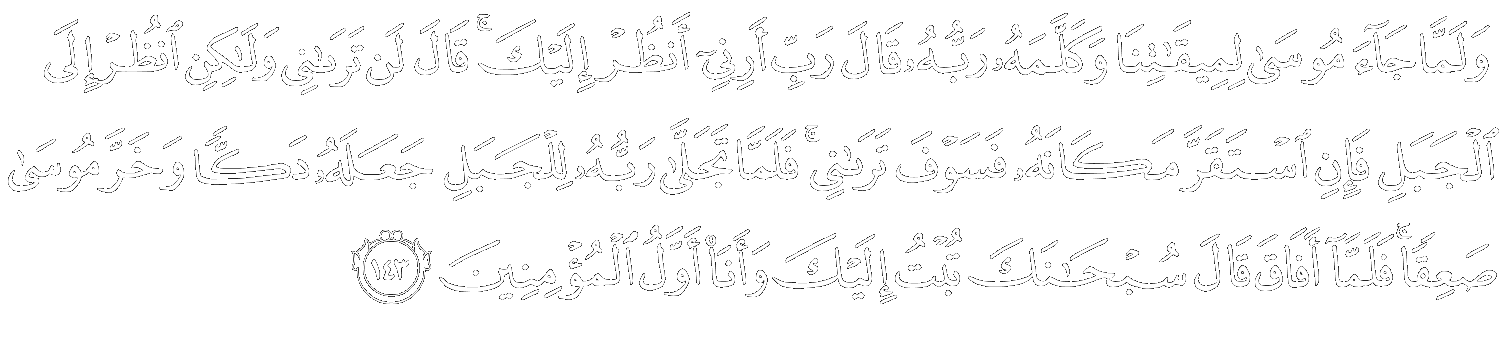 وَلَمَّا جَآءَ مُوسَىٰ لِمِيقَـٰتِنَا وَكَلَّمَهُۥ رَبُّهُۥ قَالَ رَبِّ أَرِنِىٓ أَنظُرْ إِلَيْكَ ۚ قَالَ لَن تَرَىٰنِى وَلَـٰكِنِ ٱنظُرْ إِلَى
ٱلْجَبَلِ فَإِنِ ٱسْتَقَرَّ مَكَانَهُۥ فَسَوْفَ تَرَىٰنِى ۚ فَلَمَّا تَجَلَّىٰ رَبُّهُۥ لِلْجَبَلِ جَعَلَهُۥ دَكًّا وَخَرَّ مُوسَىٰ
صَعِقًا ۚ فَلَمَّآ أَفَاقَ قَالَ سُبْحَـٰنَكَ تُبْتُ إِلَيْكَ وَأَنَا۠ أَوَّلُ ٱلْمُؤْمِنِينَ ١٤٣